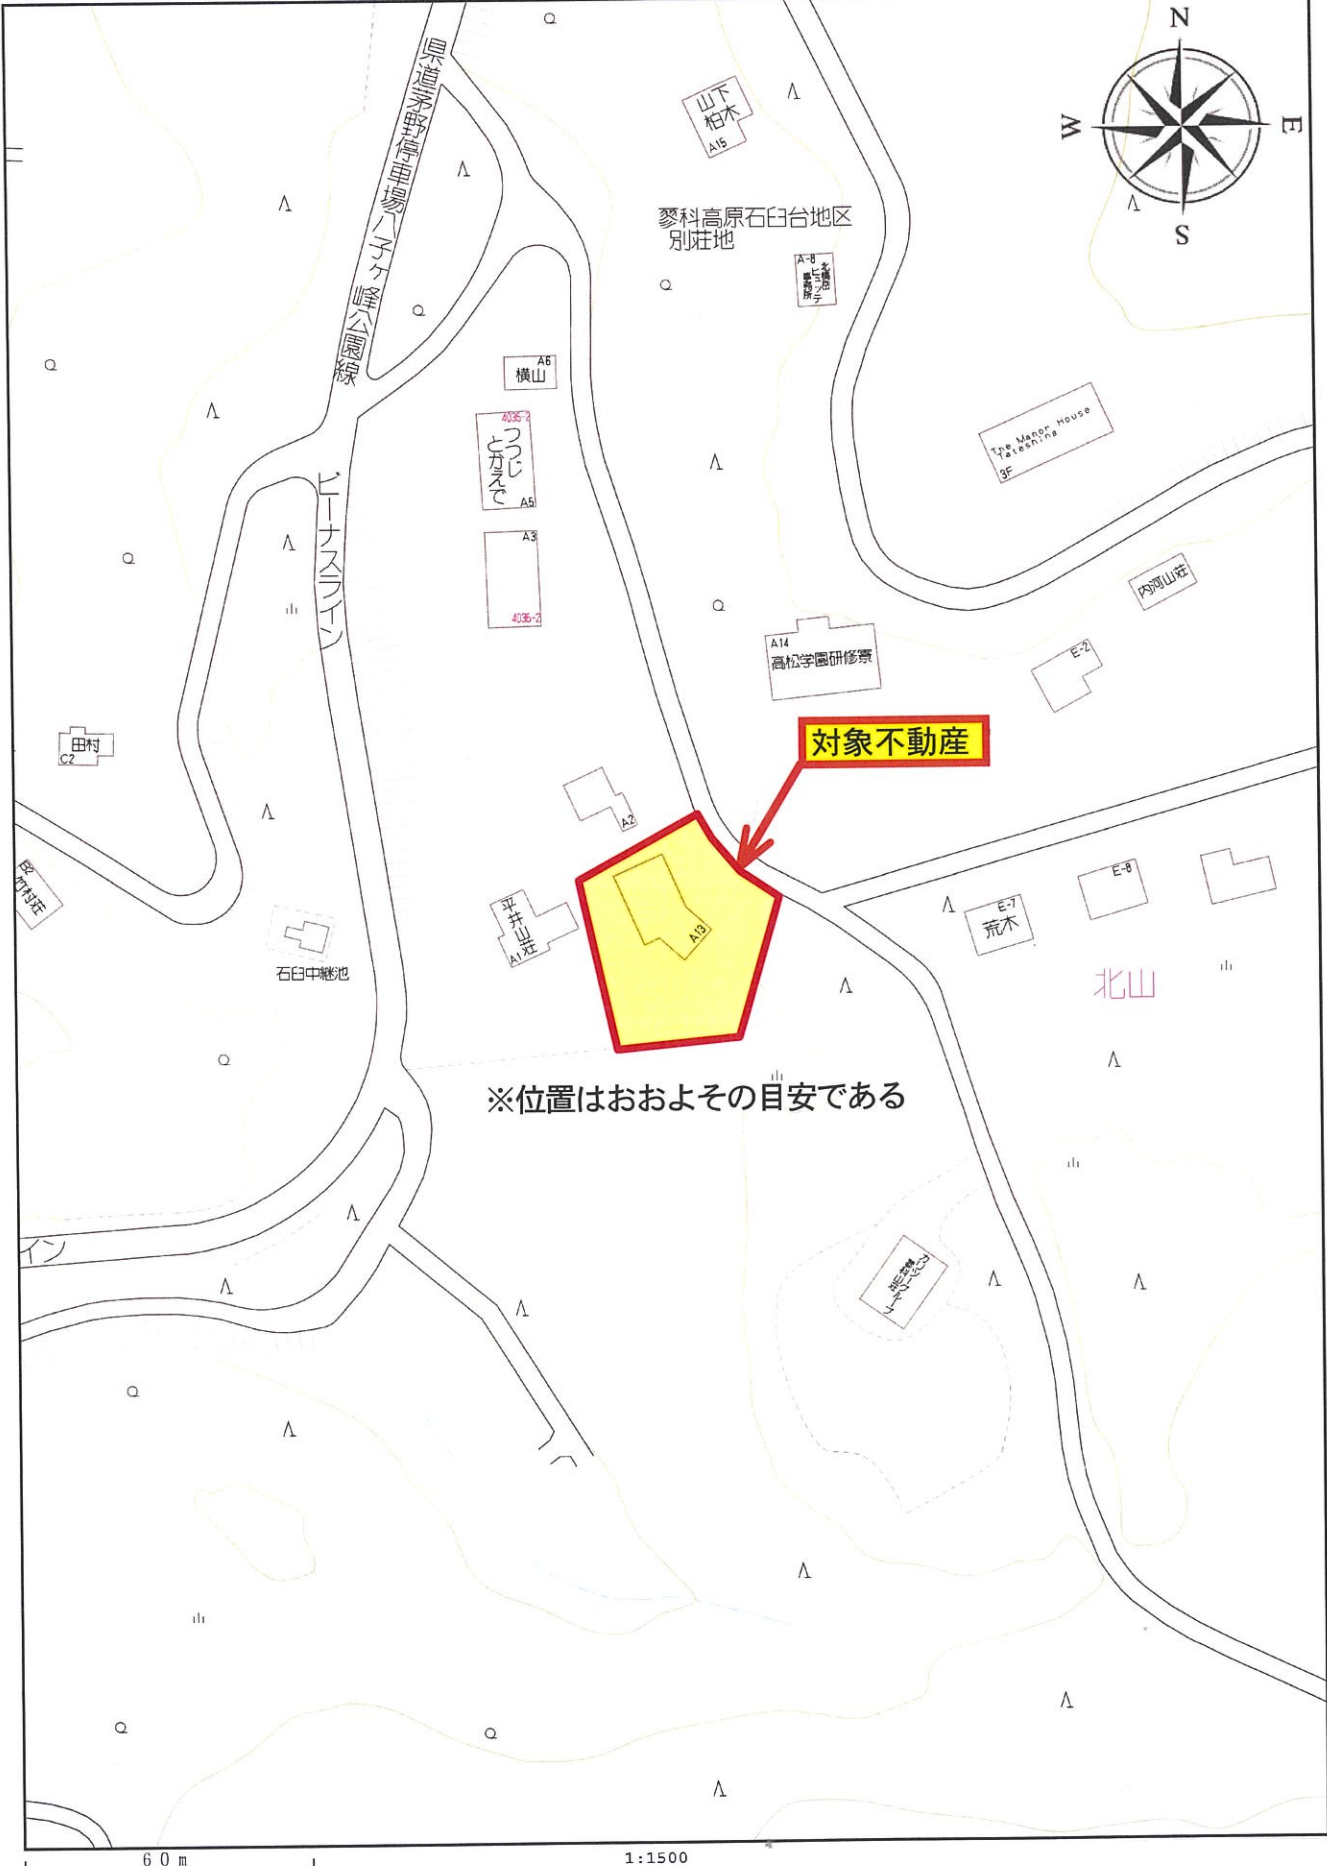 N
W
E
S
県道茅野停車場八子ヶ峰公園線
山下
柏木
A15
蓼科高原石臼台地区
別荘地
A-8
A6
横山
4035-2
つつじ
とかえで
A5
The Manor House
Tateshina
3F
ビーナスライン
A3
4035-2
内河山荘
A14
高松学園研修寮
E-2
田村
C2
対象不動産
A2
B2
平井山荘
A1
A13
E-8
E-7
荒木
石臼中継池
北山
※位置はおおよその目安である
イン
60m
1:1500